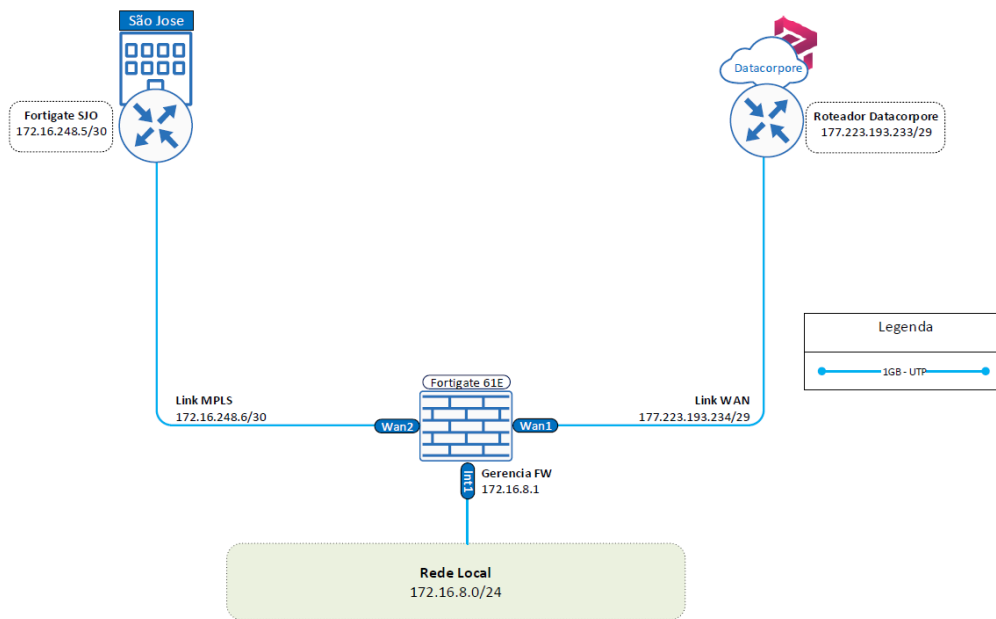 São Jose
Fortigate SJO
172.16.248.5/30
Datacorpore
Roteador Datacorpore
177.223.193.233/29
Legenda
1GB - UTP
Fortigate 61E
Link MPLS
172.16.248.6/30
Wan2
Wan1
Link WAN
177.223.193.234/29
Int1
Gerencia FW
172.16.8.1
Rede Local
172.16.8.0/24